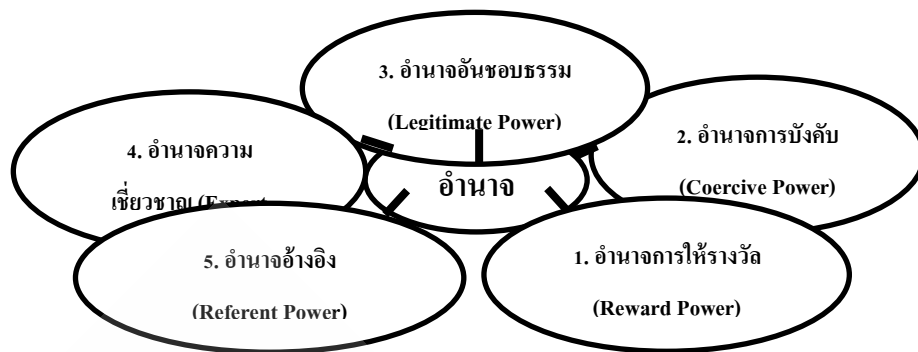 3. อำนาจอันชอบธรรม
(Legitimate Power)
4. อำนาจความ
เชี่ยวชาญ (Expert
2. อำนาจการบังคับ
(Coercive Power)
อำนาจ
5. อำนาจอ้างอิง
(Referent Power)
1. อำนาจการให้รางวัล
(Reward Power)